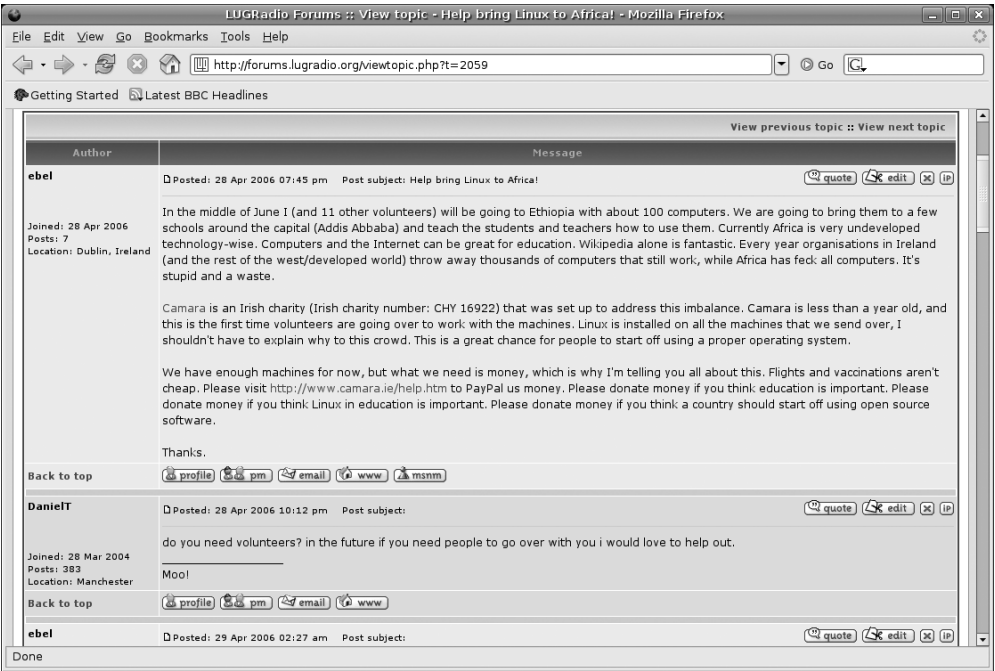 LUGRadio Forums :: View topic - Help bring Linux to Africa! - Mozilla Firefox
File Edit View Go Bookmarks Tools Help
http://forums.lugradio.org/viewtopic.php?t=2059 Go G
Getting Started Latest BBC Headlines
View previous topic :: View next topic
Author Message
ebel Posted: 28 Apr 2006 07:45 pm Post subject: Help bring Linux to Africa! quote edit X IP
Joined: 28 Apr 2006
Posts: 7
Location: Dublin, Ireland
In the middle of June I (and 11 other volunteers) will be going to Ethiopia with about 100 computers. We are going to bring them to a few
schools around the capital (Addis Abbaba) and teach the students and teachers how to use them. Currently Africa is very undeveloped
technology-wise. Computers and the Internet can be great for education. Wikipedia alone is fantastic. Every year organisations in Ireland
(and the rest of the west/developed world) throw away thousands of computers that still work, while Africa has feck all computers. It's
stupid and a waste.
Camara is an Irish charity (Irish charity number: CHY 16922) that was set up to address this imbalance. Camara is less than a year old, and
this is the first time volunteers are going over to work with the machines. Linux is installed on all the machines that we send over, I
shouldn't have to explain why to this crowd. This is a great chance for people to start off using a proper operating system.
We have enough machines for now, but what we need is money, which is why I'm telling you all about this. Flights and vaccinations aren't
cheap. Please visit http://www.camara.ie/help.htm to PayPal us money. Please donate money if you think education is important. Please
donate money if you think Linux in education is important. Please donate money if you think a country should start off using open source
software.
Thanks.
Back to top profile pm email www msnm
DanielT Posted: 28 Apr 2006 10:12 pm Post subject: quote edit X IP
Joined: 28 Mar 2004
Posts: 383
Location: Manchester
do you need volunteers? in the future if you need people to go over with you i would love to help out.
Moo!
Back to top profile pm email www
ebel Posted: 29 Apr 2006 02:27 am Post subject: quote edit X IP
Done